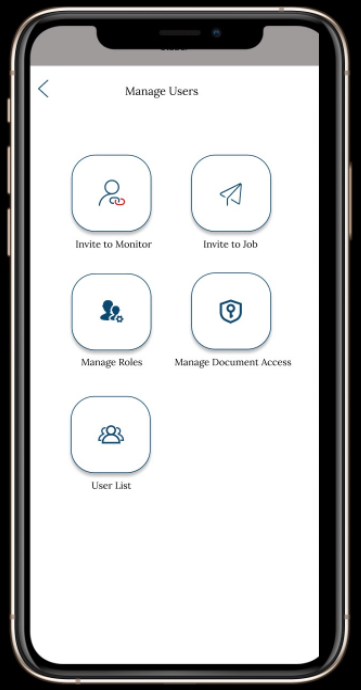 Manage Users
Invite to Monitor
Invite to Job
Manage Roles
Manage Document Access
User List